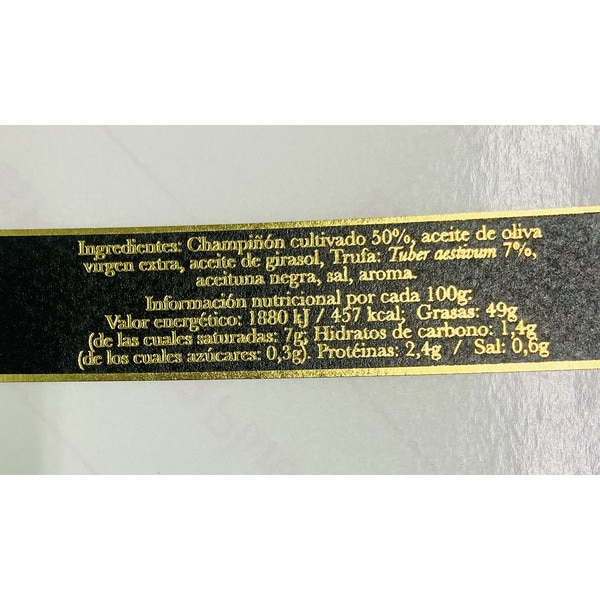 Ingredientes: Champiñón cultivado 50%, aceite de oliva
virgen extra, aceite de girasol, Trufa: Tuber aestivum 7%,
aceituna negra, sal, aroma.
Información nutricional por cada 100g:
Valor energético: 1880 kJ / 457 kcal; Grasas: 49g
(de las cuales saturadas: 7g; Hidratos de carbono: 1,4g
(de los cuales azúcares: 0,3g). Proteínas: 2,4g / Sal: 0,6g